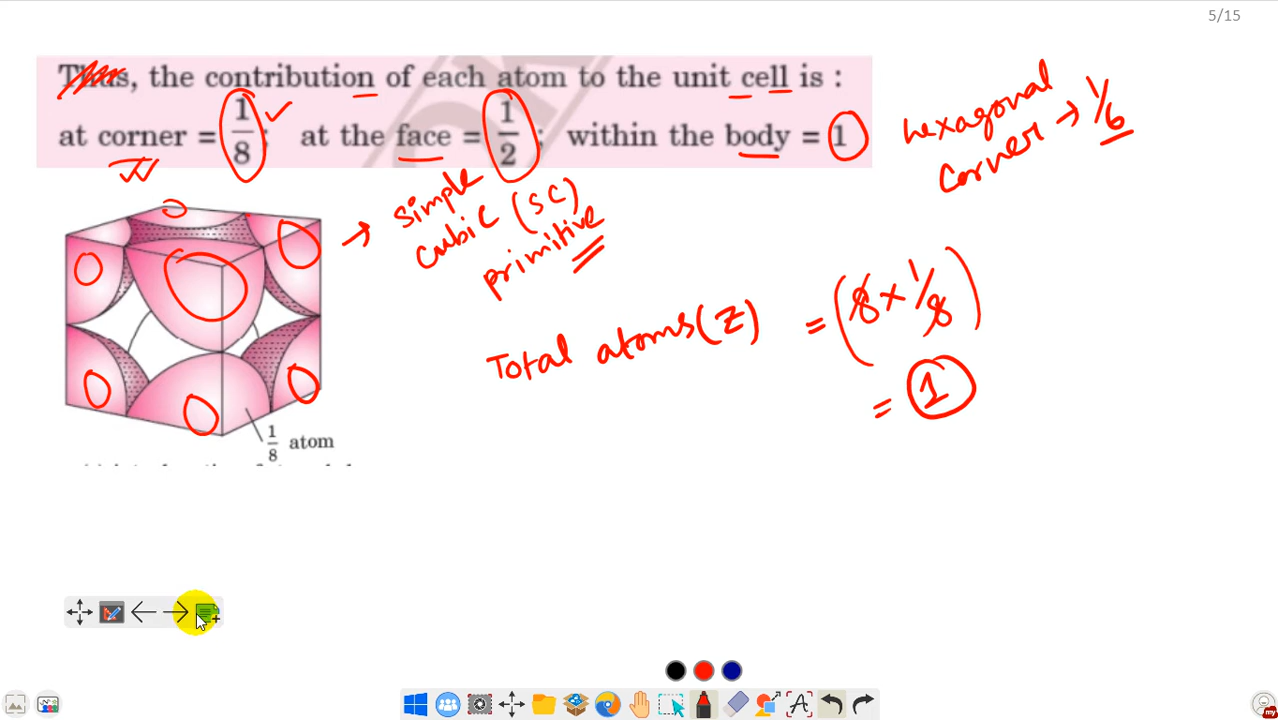 5/15
Thus, the contribution of each atom to the unit cell is :
at corner = 1/8 ; at the face = 1/2 ; within the body = 1
hexagonal
corner → 1/6
→ Simple
cubic (SC)
primitive
Total atoms (Z) = (8 × 1/8)
= 1
1/8 atom
A
my